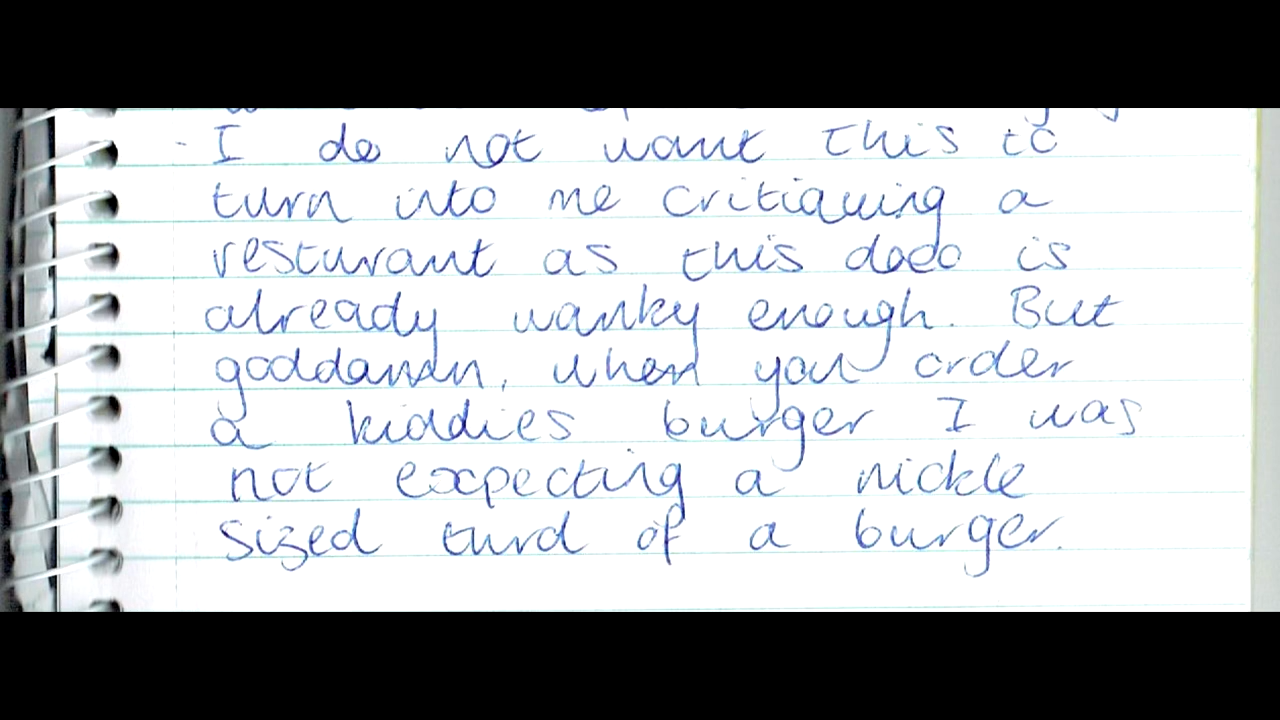 - I do not want this to
turn into me critiquing a
resturant as this doco is
already wanky enough. But
goddamn, when you order
a kiddies burger I was
not expecting a nickle
sized turd of a burger.